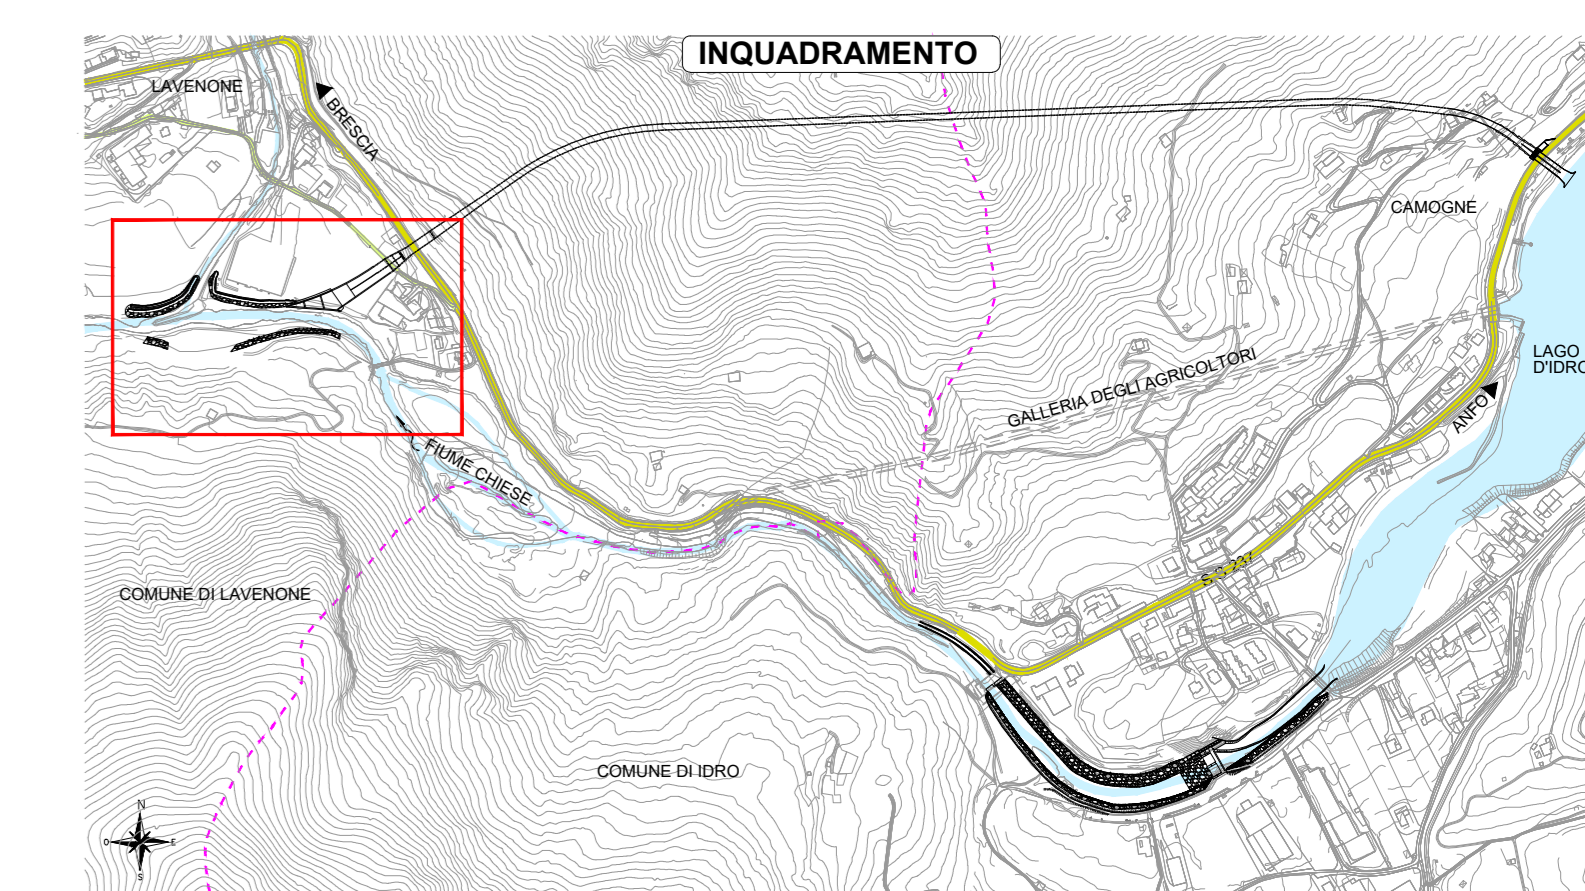 INQUADRAMENTO
LAVENONE
BRESCIA
CAMOGNE
LAGO
D'IDRO
GALLERIA DEGLI AGRICOLTORI
ANFO
FIUME CHIESE
COMUNE DI LAVENONE
COMUNE DI IDRO
N
O
E
S